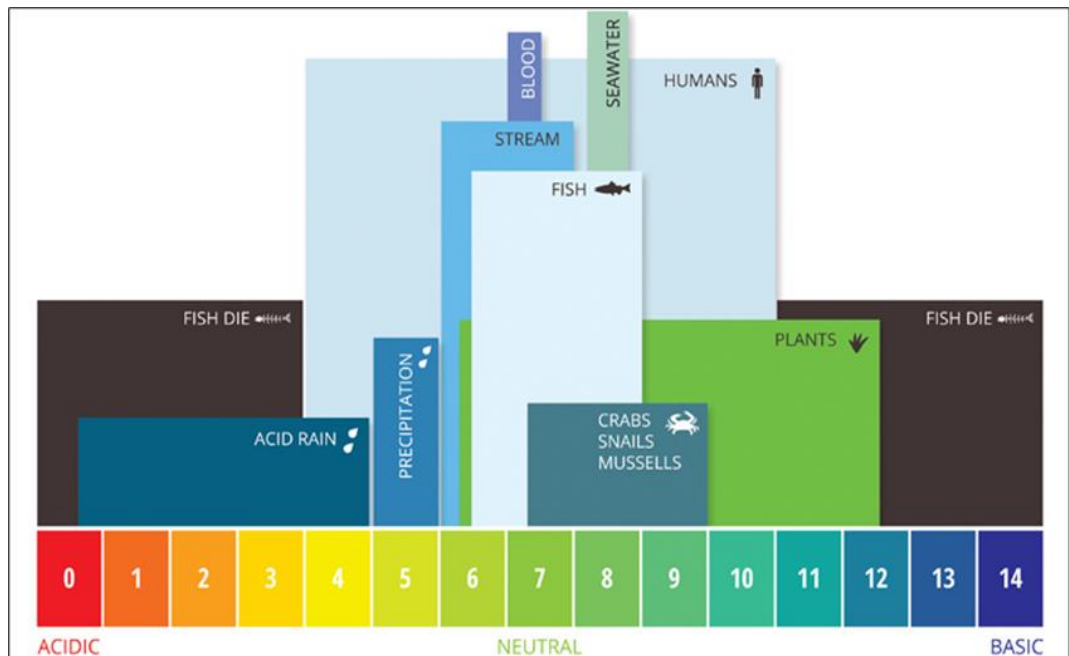 BLOOD
SEAWATER
HUMANS
STREAM
FISH
FISH DIE
FISH DIE
PLANTS
PRECIPITATION
ACID RAIN
CRABS
SNAILS
MUSSELLS
0 1 2 3 4 5 6 7 8 9 10 11 12 13 14
ACIDIC NEUTRAL BASIC